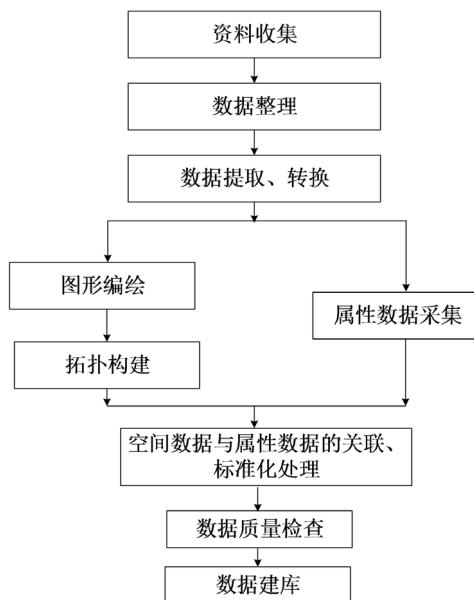 资料收集
数据整理
数据提取、转换
图形编绘
属性数据采集
拓扑构建
空间数据与属性数据的关联、
标准化处理
数据质量检查
数据建库